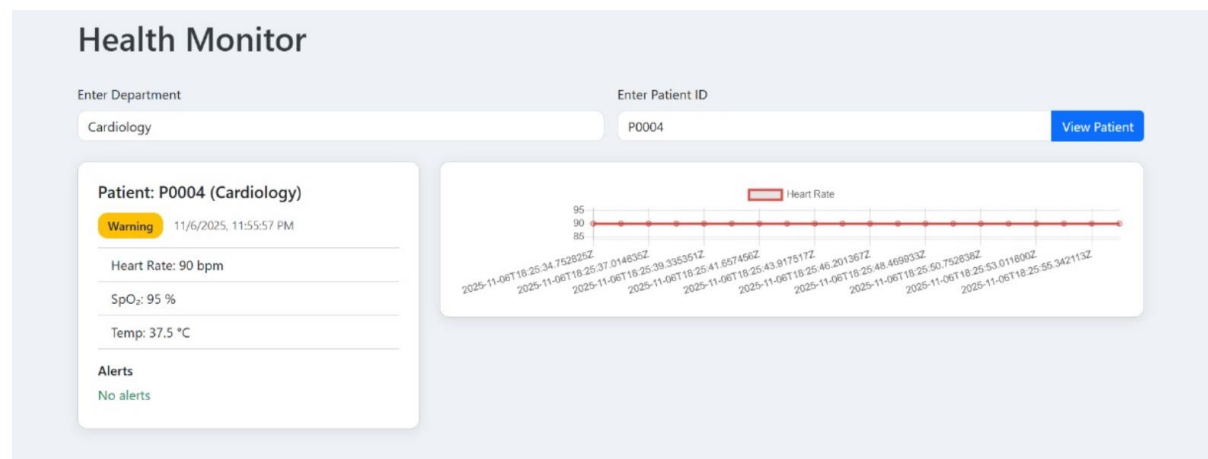 Health Monitor
Enter Department
Enter Patient ID
Cardiology
P0004
View Patient
Patient: P0004 (Cardiology)
Warning
11/6/2025, 11:55:57 PM
Heart Rate: 90 bpm
SpO₂: 95 %
Temp: 37.5 °C
Alerts
No alerts
Heart Rate
95
90
85
2025-11-06T18:25:34.752825Z
2025-11-06T18:25:37.014635Z
2025-11-06T18:25:39.335351Z
2025-11-06T18:25:41.657456Z
2025-11-06T18:25:43.917517Z
2025-11-06T18:25:46.201367Z
2025-11-06T18:25:48.469933Z
2025-11-06T18:25:50.752638Z
2025-11-06T18:25:53.011600Z
2025-11-06T18:25:55.342113Z